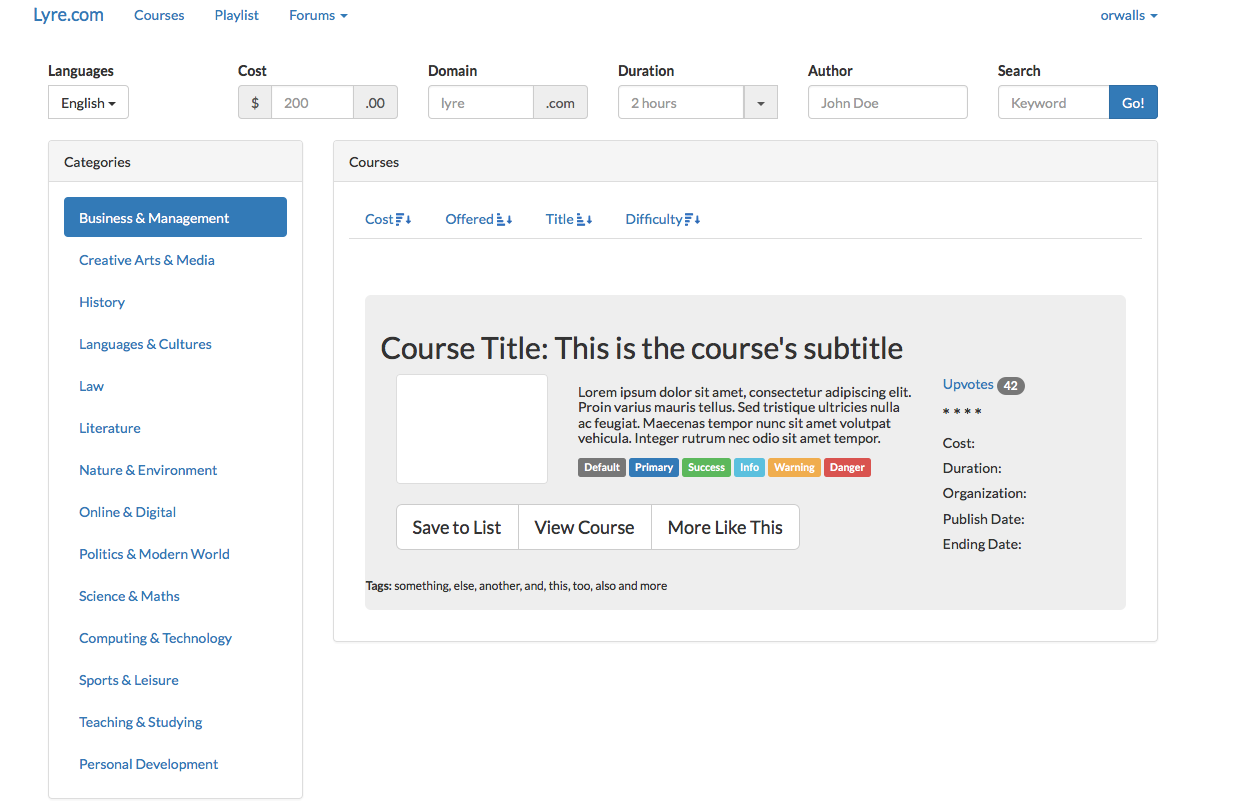 Lyre.com Courses Playlist Forums orwalls
Languages Cost Domain Duration Author Search
English $ 200 .00 lyre .com 2 hours John Doe Keyword Go!
Categories
Business & Management
Creative Arts & Media
History
Languages & Cultures
Law
Literature
Nature & Environment
Online & Digital
Politics & Modern World
Science & Maths
Computing & Technology
Sports & Leisure
Teaching & Studying
Personal Development
Courses
Cost Offered Title Difficulty
Course Title: This is the course's subtitle
Lorem ipsum dolor sit amet, consectetur adipiscing elit.
Proin varius mauris tellus. Sed tristique ultricies nulla
ac feugiat. Maecenas tempor nunc sit amet volutpat
vehicula. Integer rutrum nec odio sit amet tempor.
Default Primary Success Info Warning Danger
Save to List View Course More Like This
Upvotes 42
* * * *
Cost:
Duration:
Organization:
Publish Date:
Ending Date:
Tags: something, else, another, and, this, too, also and more